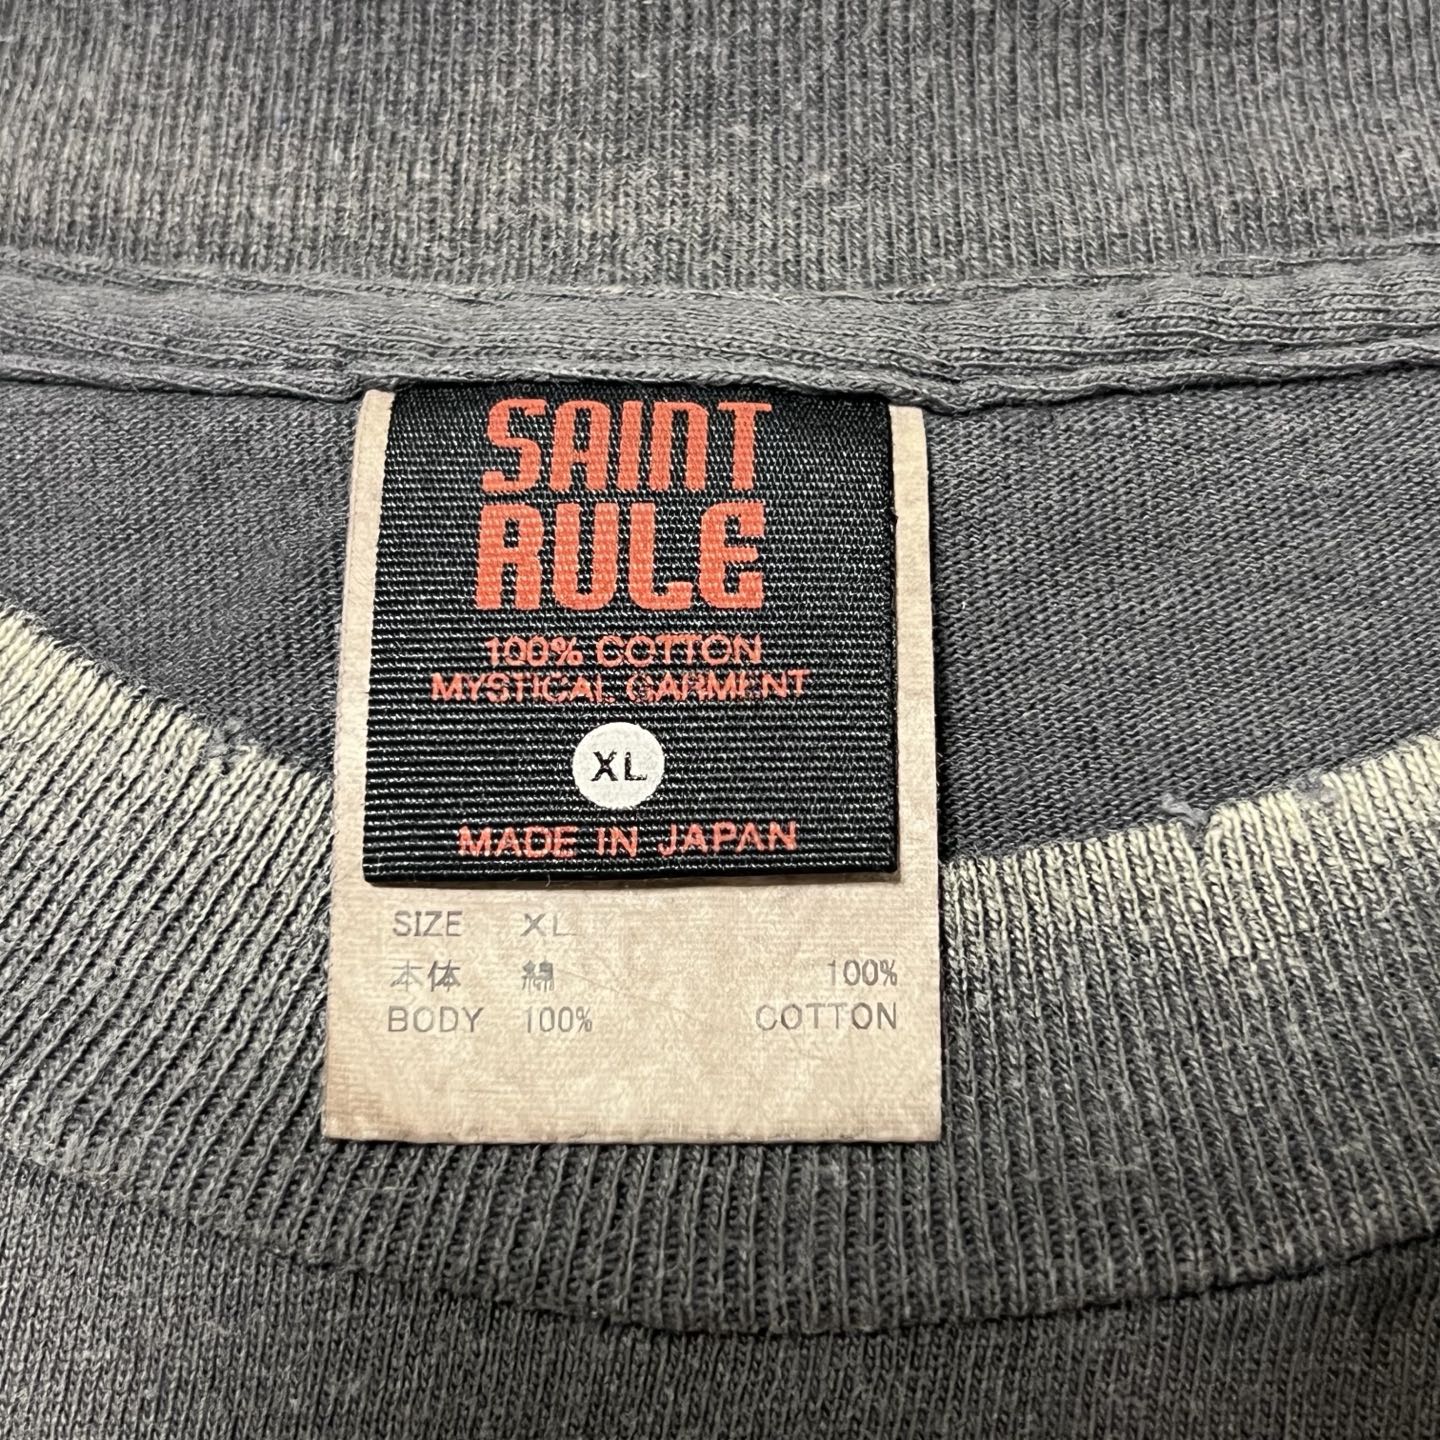 SAINT
RULE
100% COTTON
MYSTICAL GARMENT
XL
MADE IN JAPAN
SIZE XL
本体 綿 100%
BODY 100% COTTON